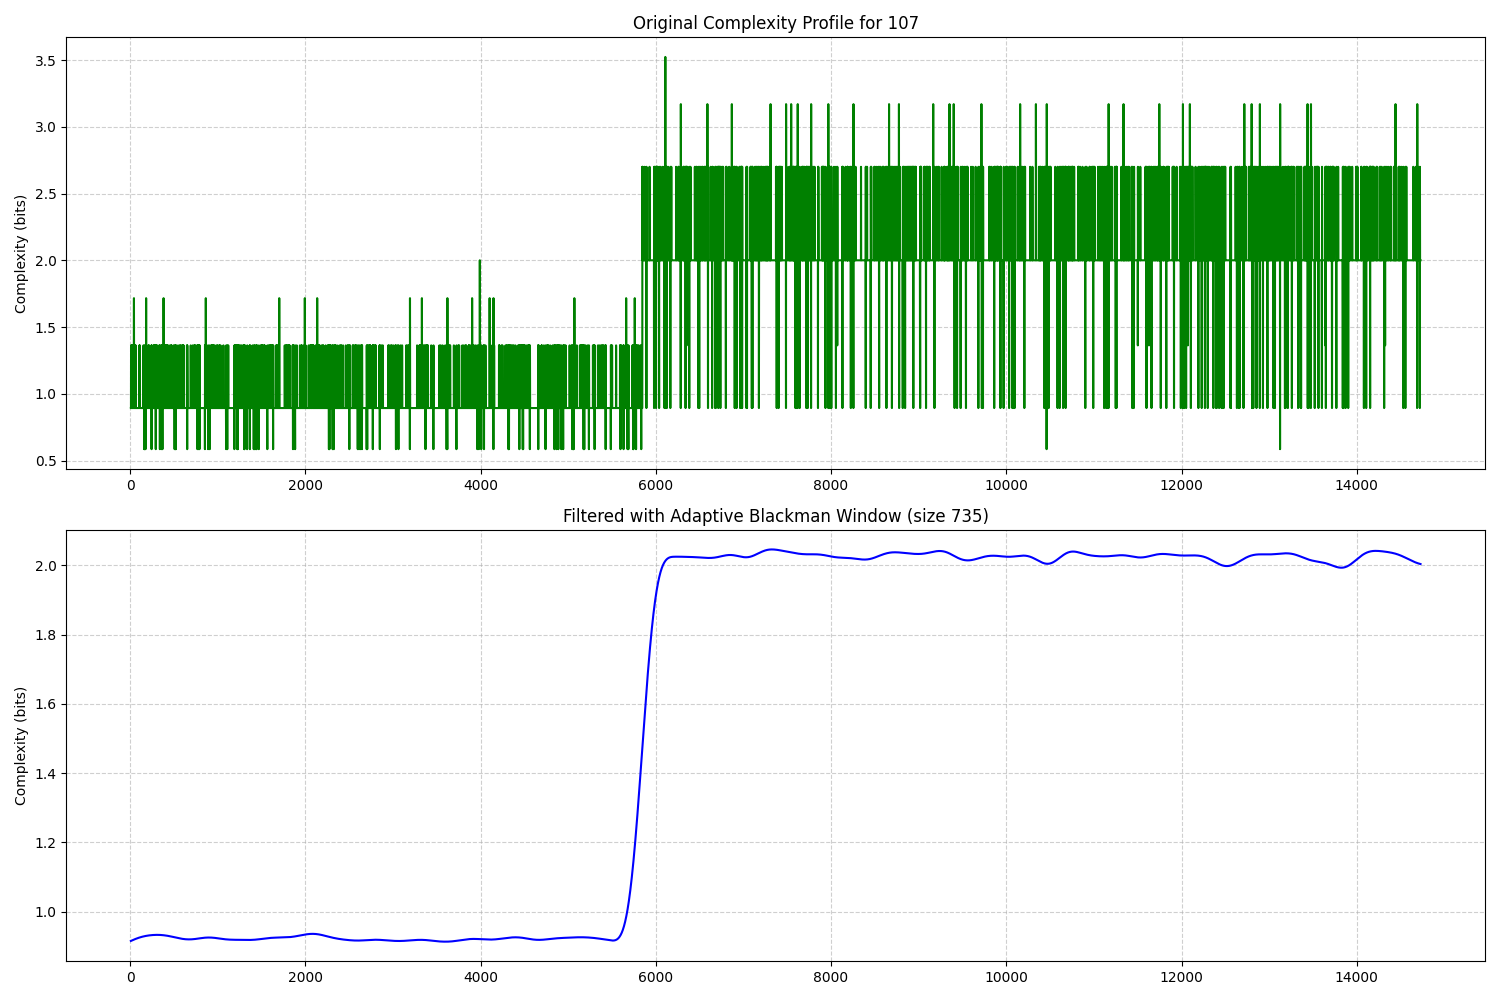 Original Complexity Profile for 107
Complexity (bits)
3.5
3.0
2.5
2.0
1.5
1.0
0.5
0 2000 4000 6000 8000 10000 12000 14000
Filtered with Adaptive Blackman Window (size 735)
Complexity (bits)
2.0
1.8
1.6
1.4
1.2
1.0
0 2000 4000 6000 8000 10000 12000 14000